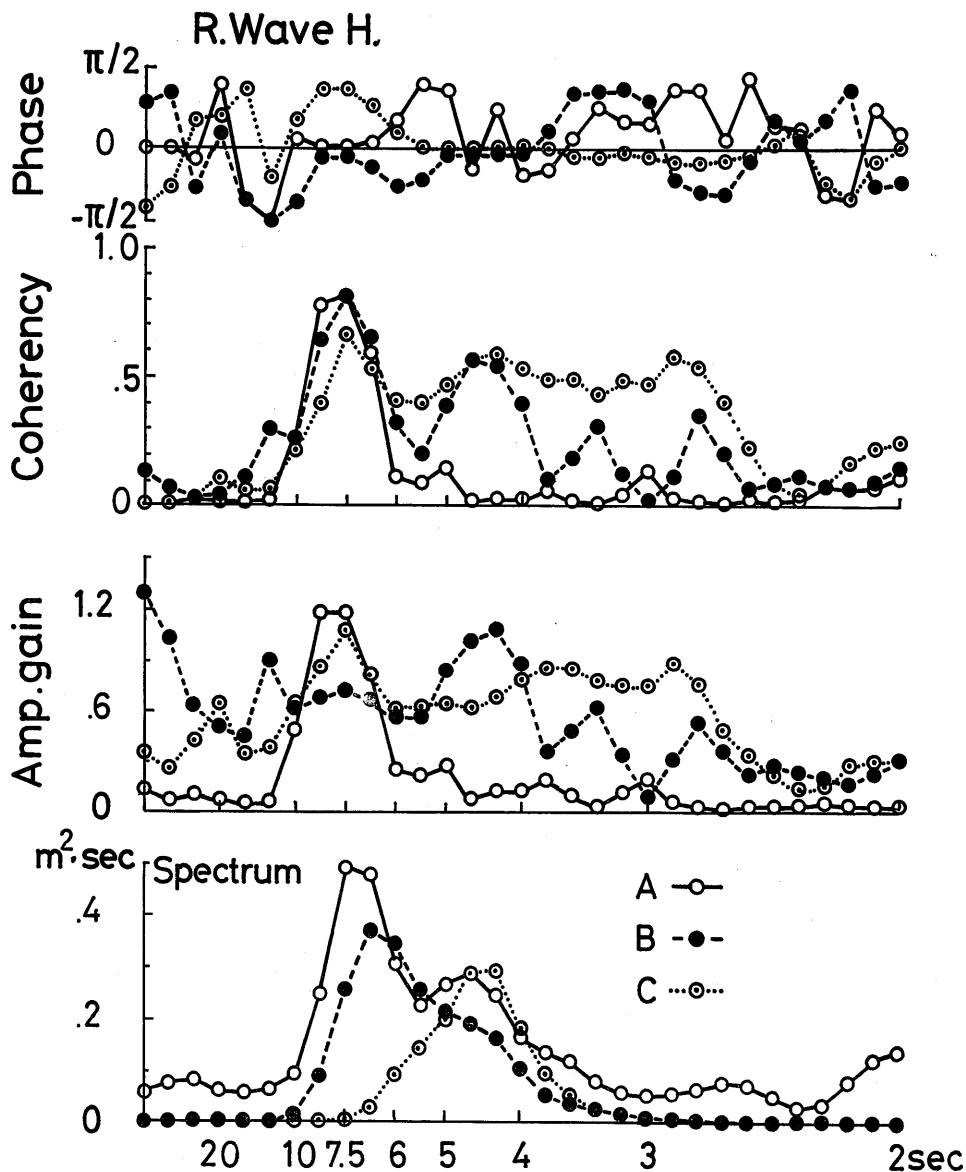 R.Wave H.
Phase
π/2
0
-π/2
Coherency
1.0
.5
0
Amp.gain
1.2
.6
0
m².sec
Spectrum
.4
.2
0
A
B
C
20 10 7.5 6 5 4 3 2sec